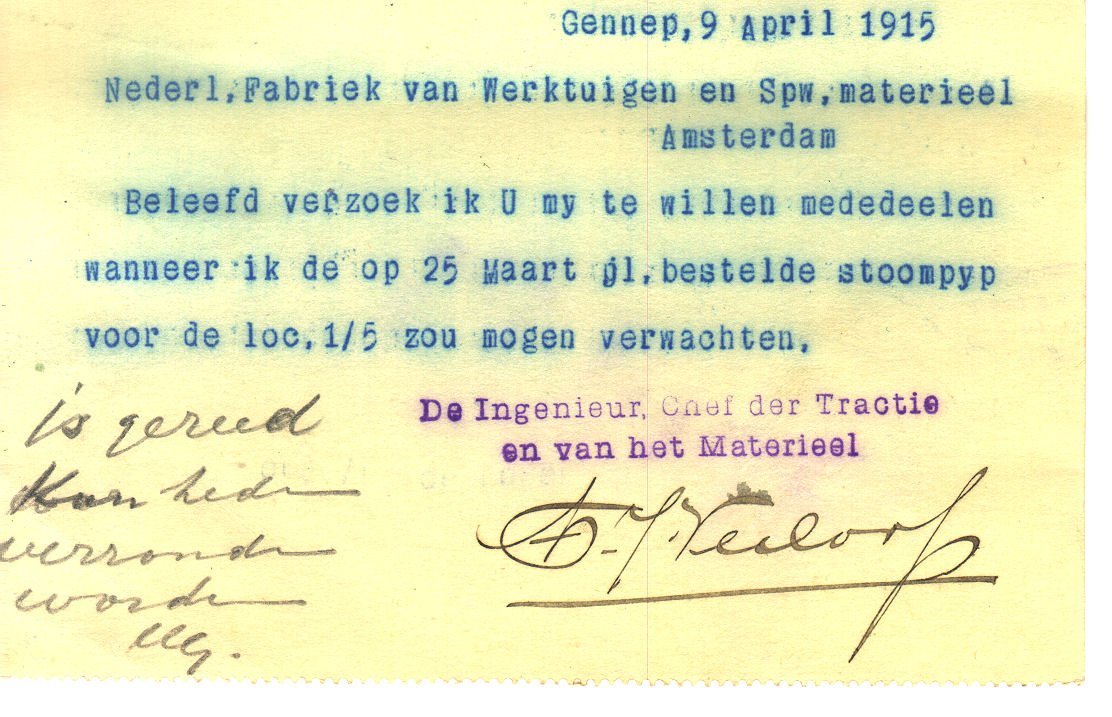 Gennep, 9 April 1915
Nederl, Fabriek van Werktuigen en Spw, materieel
Amsterdam
Beleefd verzoek ik U my te willen mededeelen
wanneer ik de op 25 Maart jl, bestelde stoompyp
voor de loc, 1/5 zou mogen verwachten,
De Ingenieur, Chef der Tractie
en van het Materieel
is gereed
Kan heden
verzonden
worden